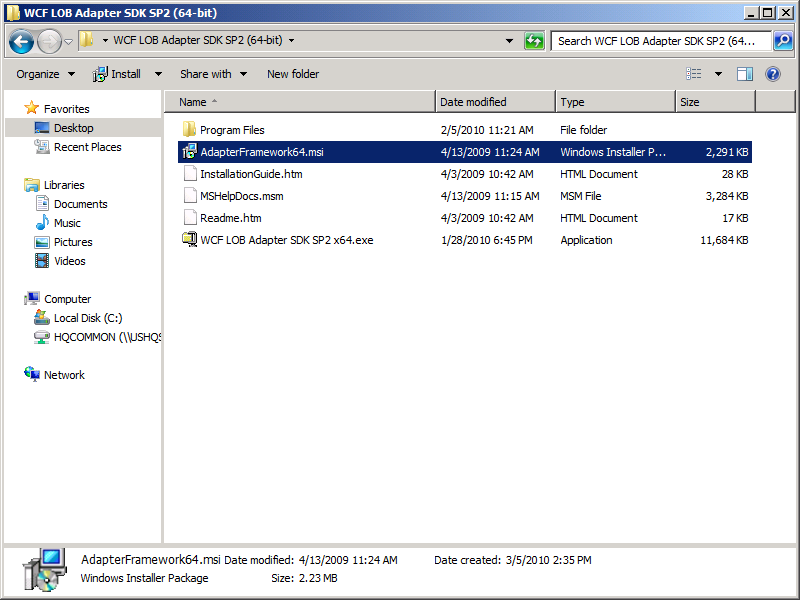 WCF LOB Adapter SDK SP2 (64-bit)
WCF LOB Adapter SDK SP2 (64-bit)
Search WCF LOB Adapter SDK SP2 (64...
Organize Install Share with New folder
Name Date modified Type Size
Favorites
Desktop
Recent Places
Libraries
Documents
Music
Pictures
Videos
Computer
Local Disk (C:)
HQCOMMON (\\USHQS
Network
Program Files 2/5/2010 11:21 AM File folder
AdapterFramework64.msi 4/13/2009 11:24 AM Windows Installer P... 2,291 KB
InstallationGuide.htm 4/3/2009 10:42 AM HTML Document 28 KB
MSHelpDocs.msm 4/13/2009 11:15 AM MSM File 3,284 KB
Readme.htm 4/3/2009 10:42 AM HTML Document 17 KB
WCF LOB Adapter SDK SP2 x64.exe 1/28/2010 6:45 PM Application 11,684 KB
AdapterFramework64.msi Date modified: 4/13/2009 11:24 AM Date created: 3/5/2010 2:35 PM
Windows Installer Package Size: 2.23 MB